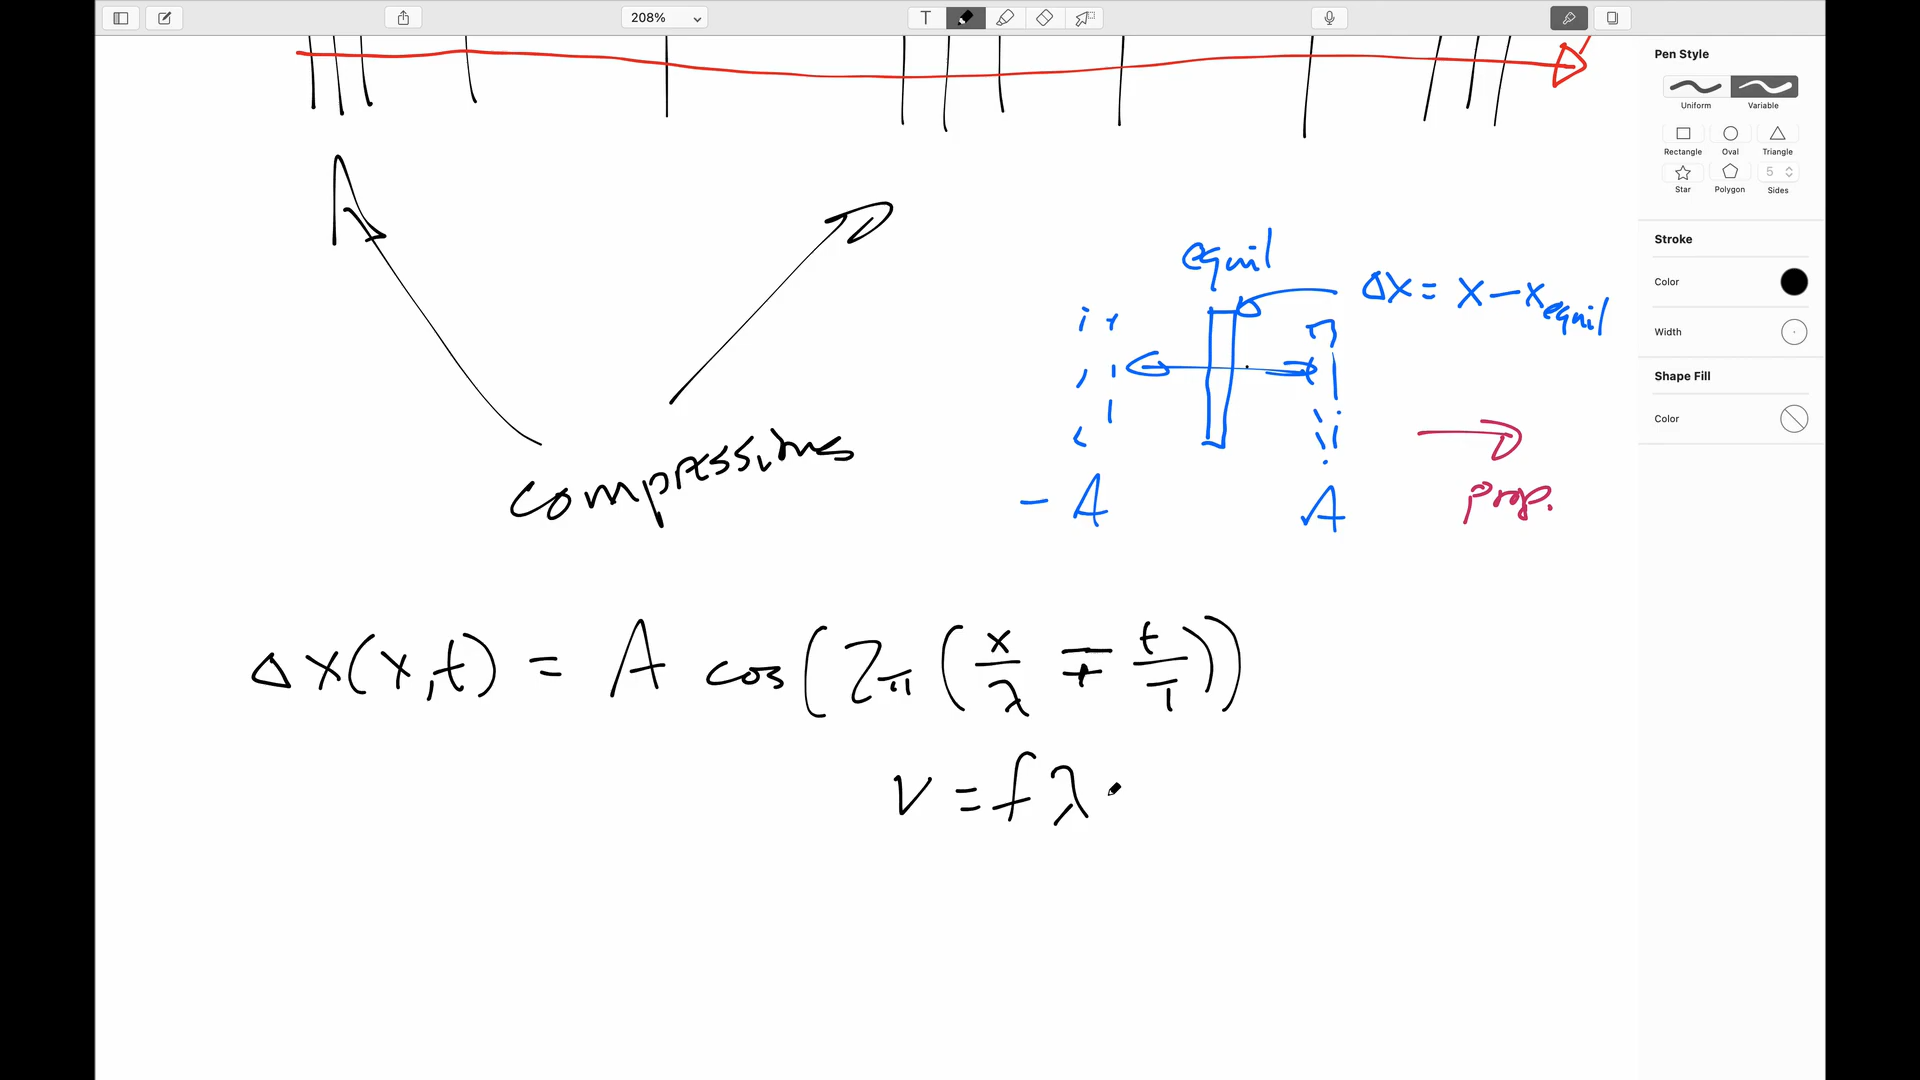 208%
T
Pen Style
Uniform Variable
Rectangle Oval Triangle
5
Star Polygon Sides
Stroke
Color
Width
Shape Fill
Color
equil
Δx = x − xequil
compressions
− A
A
prop.
Δx(x,t) = A cos(2π(x/λ ∓ t/T))
v = fλ